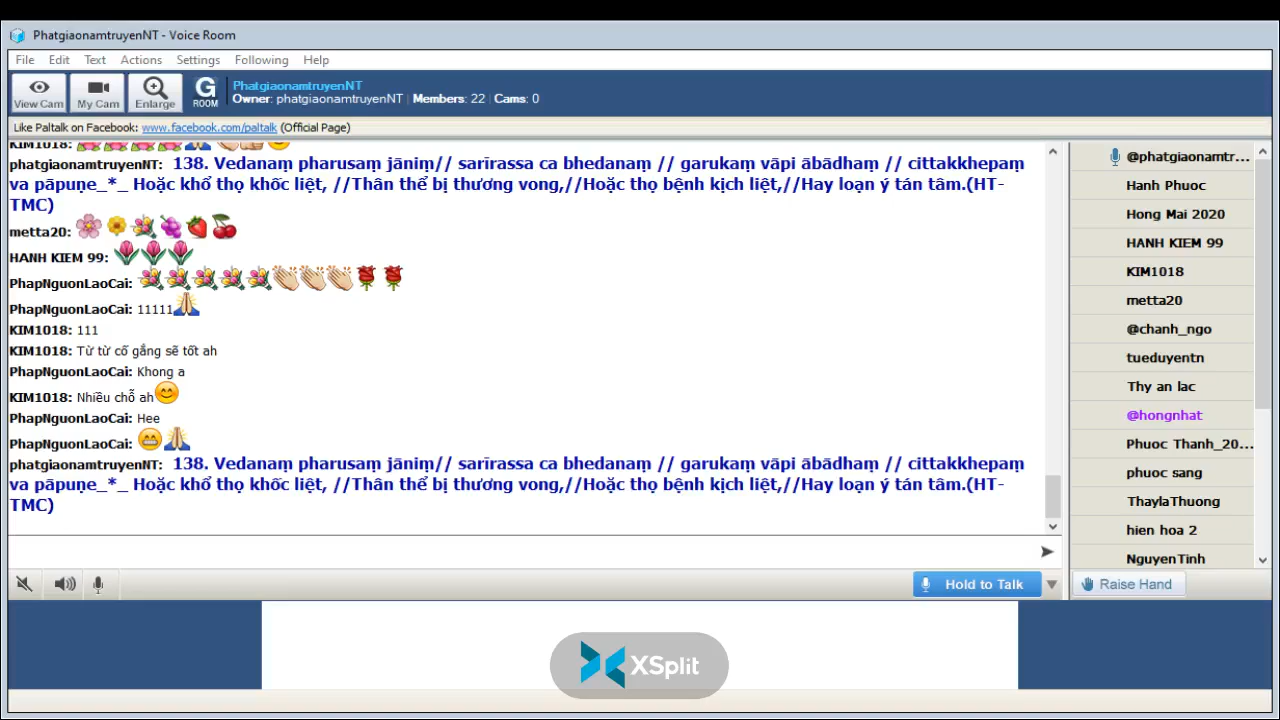 PhatgiaonamtruyenNT - Voice Room
File Edit Text Actions Settings Following Help
View Cam My Cam Enlarge G ROOM
PhatgiaonamtruyenNT
Owner: phatgiaonamtruyenNT | Members: 22 | Cams: 0
Like Paltalk on Facebook: www.facebook.com/paltalk (Official Page)
KIM1018:
phatgiaonamtruyenNT: 138. Vedanaṃ pharusaṃ jāniṃ// sarīrassa ca bhedanaṃ // garukaṃ vāpi ābādhaṃ // cittakkhepaṃ
va pāpuṇe_*_ Hoặc khổ thọ khốc liệt, //Thân thể bị thương vong,//Hoặc thọ bệnh kịch liệt,//Hay loạn ý tán tâm.(HT-
TMC)
metta20:
HANH KIEM 99:
PhapNguonLaoCai:
PhapNguonLaoCai: 11111
KIM1018: 111
KIM1018: Từ từ cố gắng sẽ tốt ah
PhapNguonLaoCai: Khong a
KIM1018: Nhiều chỗ ah
PhapNguonLaoCai: Hee
PhapNguonLaoCai:
phatgiaonamtruyenNT: 138. Vedanaṃ pharusaṃ jāniṃ// sarīrassa ca bhedanaṃ // garukaṃ vāpi ābādhaṃ // cittakkhepaṃ
va pāpuṇe_*_ Hoặc khổ thọ khốc liệt, //Thân thể bị thương vong,//Hoặc thọ bệnh kịch liệt,//Hay loạn ý tán tâm.(HT-
TMC)
@phatgiaonamtr...
Hanh Phuoc
Hong Mai 2020
HANH KIEM 99
KIM1018
metta20
@chanh_ngo
tueduyentn
Thy an lac
@hongnhat
Phuoc Thanh_20...
phuoc sang
ThaylaThuong
hien hoa 2
NguyenTinh
Hold to Talk
Raise Hand
XSplit